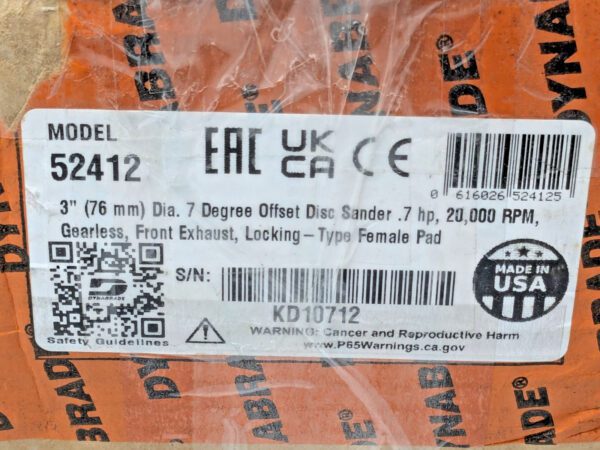 DYNABRADE®
DYNABRADE®
DYNABRADE®
MODEL
52412
EAC UK CA CE
0 616026 524125
3" (76 mm) Dia. 7 Degree Offset Disc Sander .7 hp, 20,000 RPM,
Gearless, Front Exhaust, Locking-Type Female Pad
DYNABRADE
Safety Guidelines
S/N:
KD10712
MADE IN
USA
WARNING: Cancer and Reproductive Harm
www.P65Warnings.ca.gov
DYNABRADE®